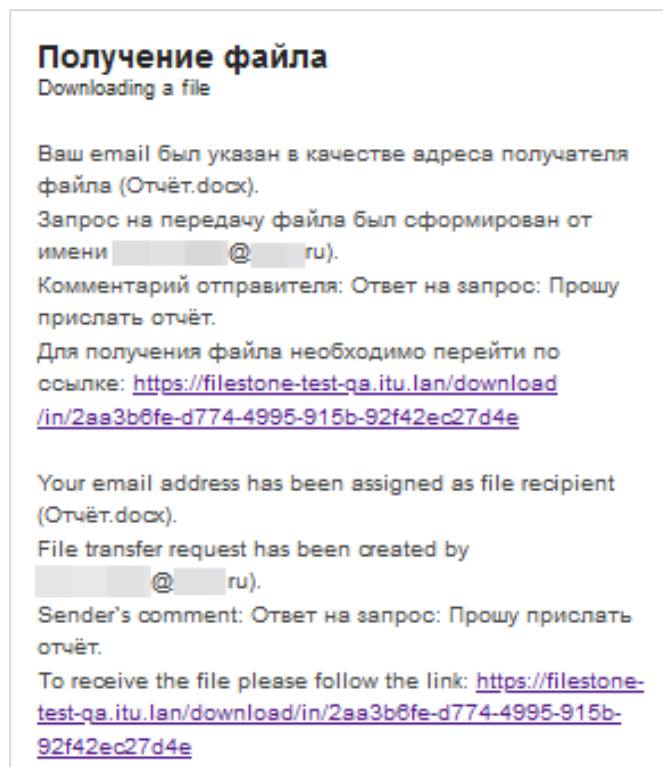 Получение файла
Downloading a file
Ваш email был указан в качестве адреса получателя
файла (Отчёт.docx).
Запрос на передачу файла был сформирован от
имени @ ru).
Комментарий отправителя: Ответ на запрос: Прошу
прислать отчёт.
Для получения файла необходимо перейти по
ссылке: https://filestone-test-qa.itu.lan/download
/in/2aa3b6fe-d774-4995-915b-92f42ec27d4e
Your email address has been assigned as file recipient
(Отчёт.docx).
File transfer request has been created by
@ ru).
Sender's comment: Ответ на запрос: Прошу прислать
отчёт.
To receive the file please follow the link: https://filestone-
test-qa.itu.lan/download/in/2aa3b6fe-d774-4995-915b-
92f42ec27d4e